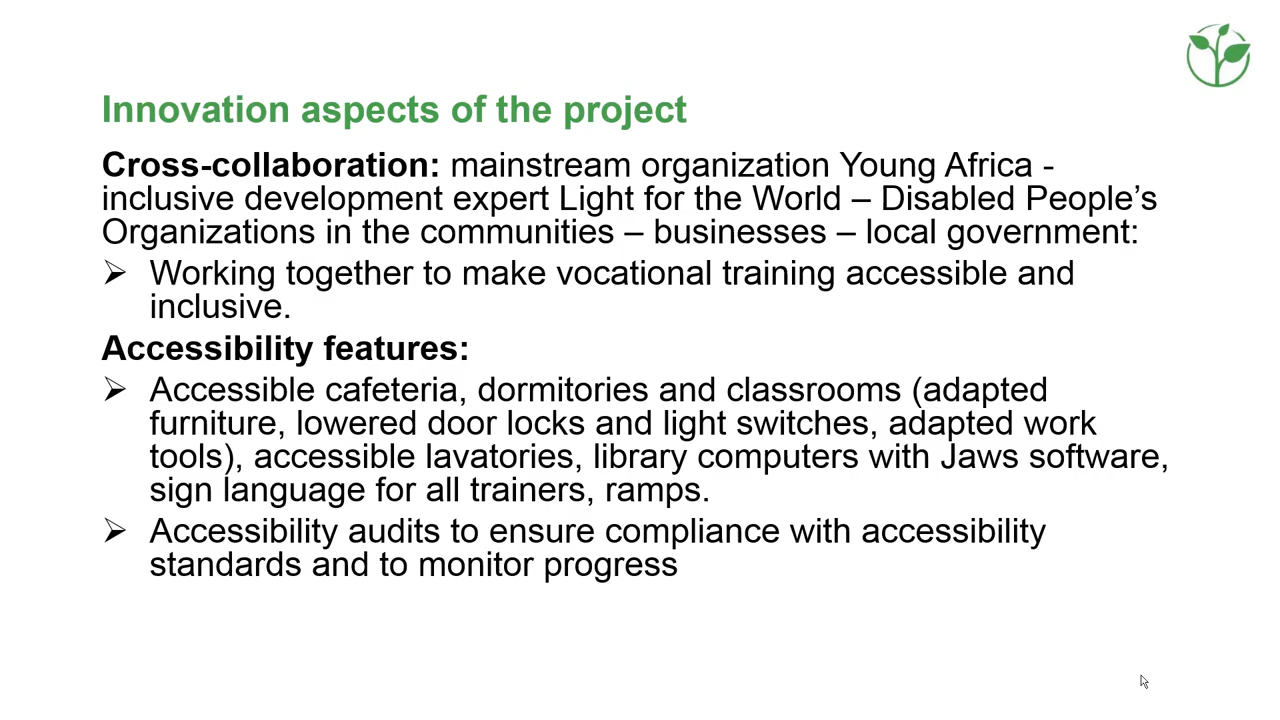 Innovation aspects of the project
Cross-collaboration: mainstream organization Young Africa -
inclusive development expert Light for the World – Disabled People’s
Organizations in the communities – businesses – local government:
➢ Working together to make vocational training accessible and
inclusive.
Accessibility features:
➢ Accessible cafeteria, dormitories and classrooms (adapted
furniture, lowered door locks and light switches, adapted work
tools), accessible lavatories, library computers with Jaws software,
sign language for all trainers, ramps.
➢ Accessibility audits to ensure compliance with accessibility
standards and to monitor progress